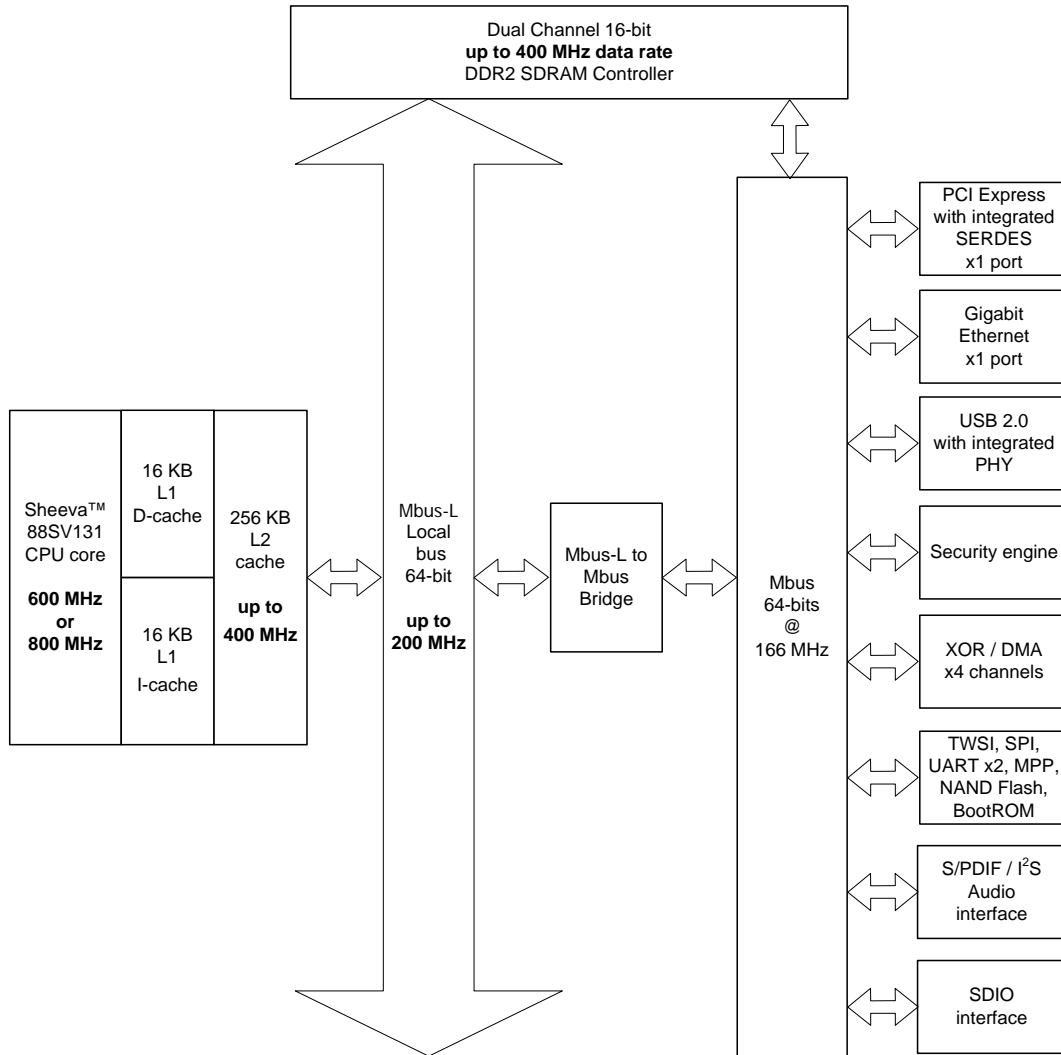 Dual Channel 16-bit
up to 400 MHz data rate
DDR2 SDRAM Controller
Sheeva™
88SV131
CPU core
600 MHz
or
800 MHz
16 KB
L1
D-cache
16 KB
L1
I-cache
256 KB
L2
cache
up to
400 MHz
Mbus-L
Local
bus
64-bit
up to
200 MHz
Mbus-L to
Mbus
Bridge
Mbus
64-bits
@
166 MHz
PCI Express
with integrated
SERDES
x1 port
Gigabit
Ethernet
x1 port
USB 2.0
with integrated
PHY
Security engine
XOR / DMA
x4 channels
TWSI, SPI,
UART x2, MPP,
NAND Flash,
BootROM
S/PDIF / I²S
Audio
interface
SDIO
interface